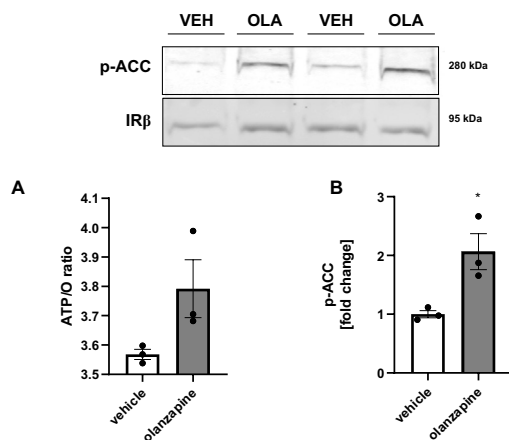 VEH OLA VEH OLA
p-ACC 280 kDa
IRβ 95 kDa
A
ATP/O ratio
4.1
4.0
3.9
3.8
3.7
3.6
3.5
vehicle
olanzapine
B
p-ACC
[fold change]
3
2
1
0
*
vehicle
olanzapine